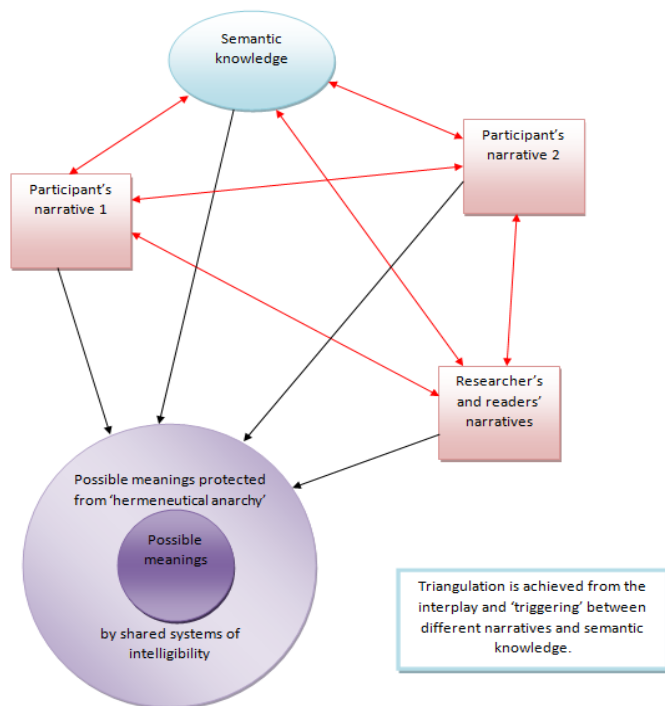 Semantic
knowledge
Participant's
narrative 2
Participant's
narrative 1
Researcher's
and readers'
narratives
Possible meanings protected
from ‘hermeneutical anarchy’
Possible
meanings
by shared systems of
intelligibility
Triangulation is achieved from the
interplay and ‘triggering’ between
different narratives and semantic
knowledge.